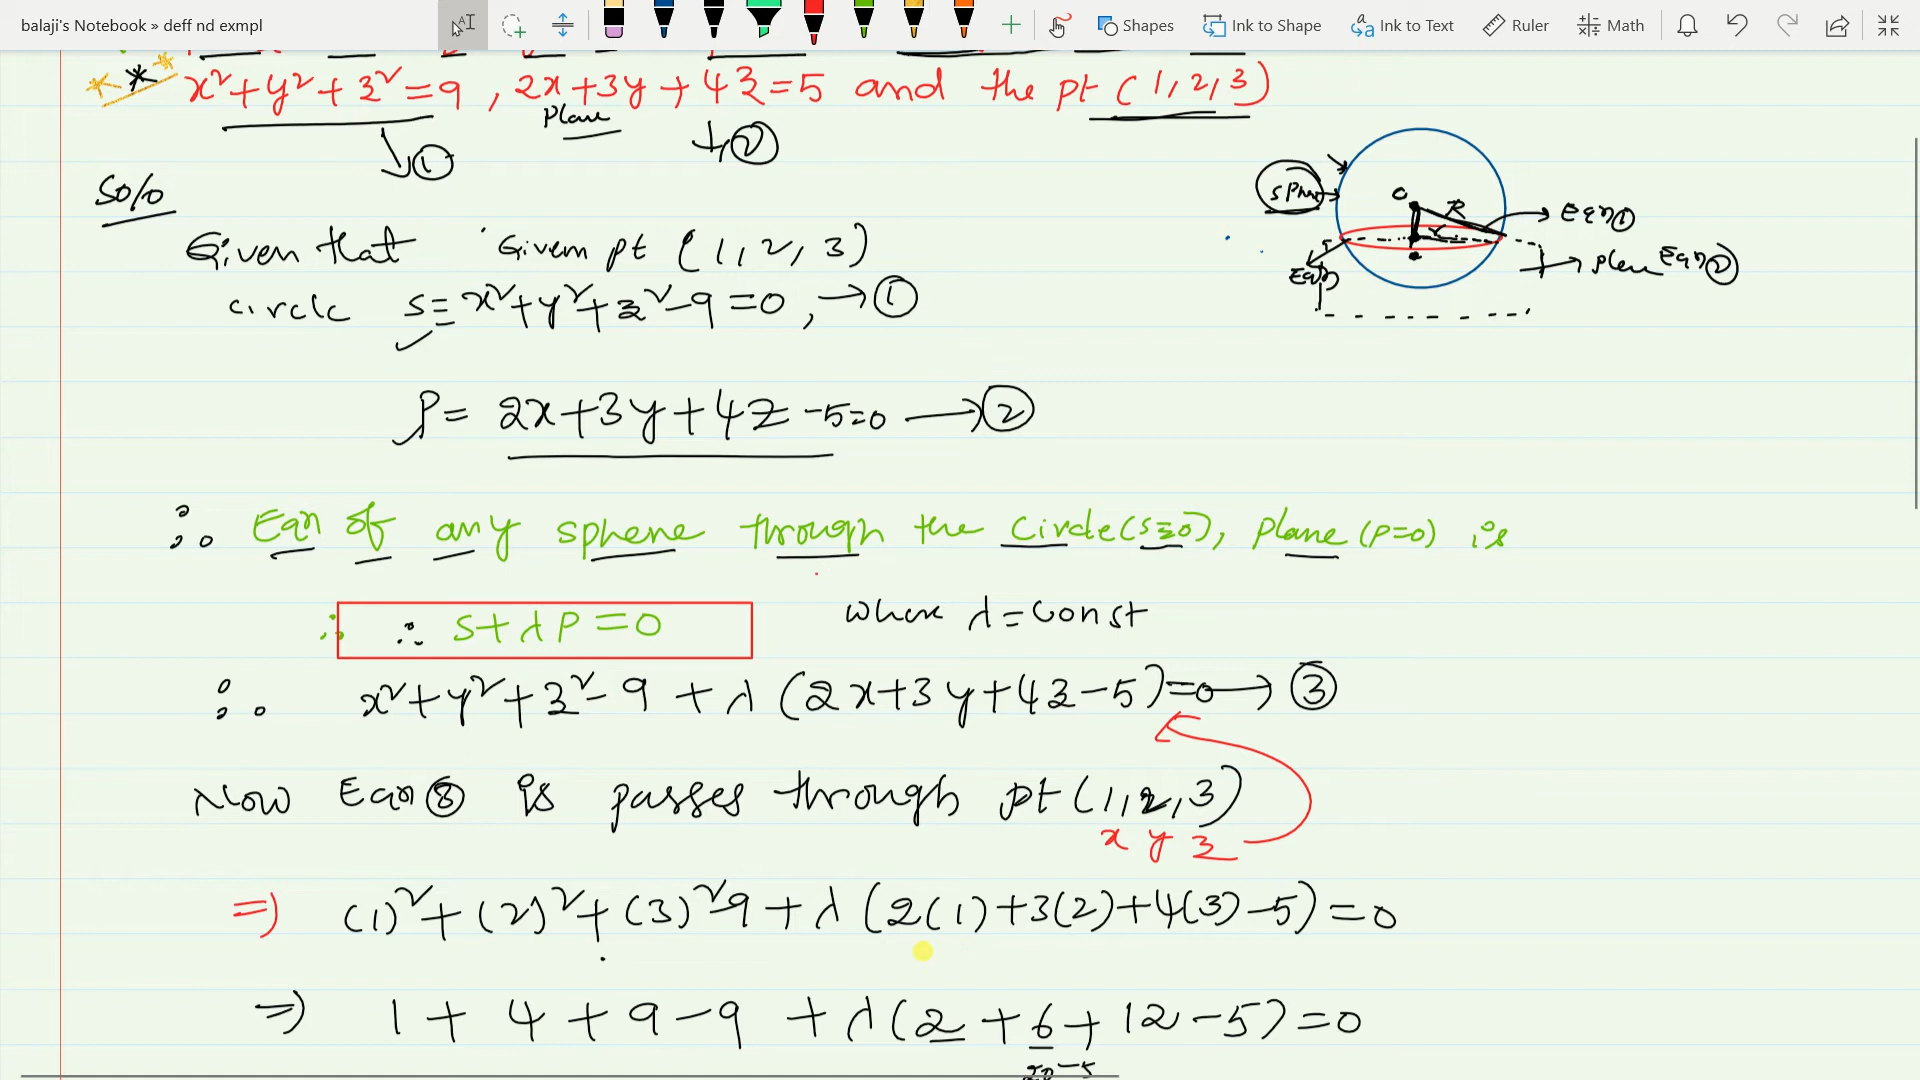 balaji's Notebook » deff nd exmpl
Shapes Ink to Shape Ink to Text Ruler Math
x²+y²+z²=9 , 2x+3y+4z=5 and the pt (1,2,3)
Plane
① ②
Sol
Given that Given pt (1,2,3)
circle S≡x²+y²+z²-9=0, →①
P= 2x+3y+4z-5=0 →②
O R r
Eqn①
plane Eqn②
∴ Eqn of any sphere through the Circle(S=0), Plane(P=0) is
∴ ∴ S+λP=0 where λ=const
∴ x²+y²+z²-9 +λ (2x+3y+4z-5)=0→③
Now Eqn③ is passes through pt(1,2,3)
x y z
⇒ (1)²+(2)²+(3)²-9+λ(2(1)+3(2)+4(3)-5)=0
⇒ 1+4+9-9 +λ(2+6+12-5)=0
20-5